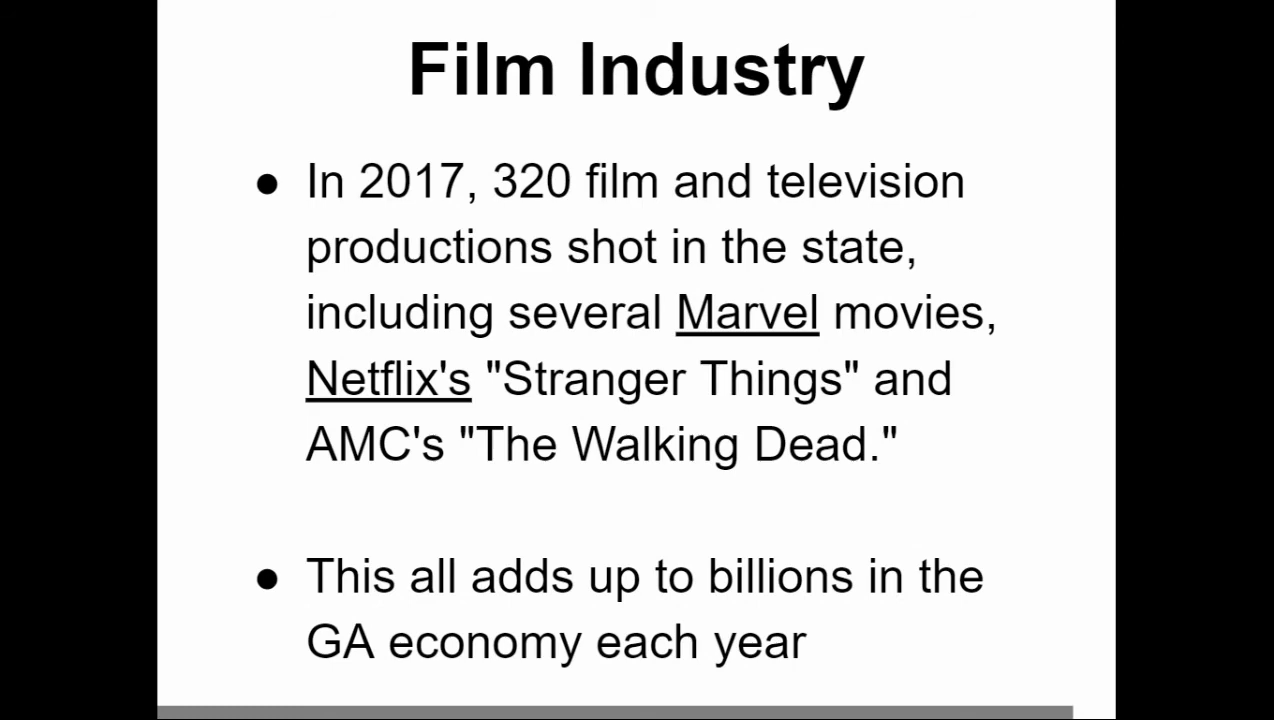 Film Industry
● In 2017, 320 film and television
productions shot in the state,
including several Marvel movies,
Netflix's "Stranger Things" and
AMC's "The Walking Dead."
● This all adds up to billions in the
GA economy each year